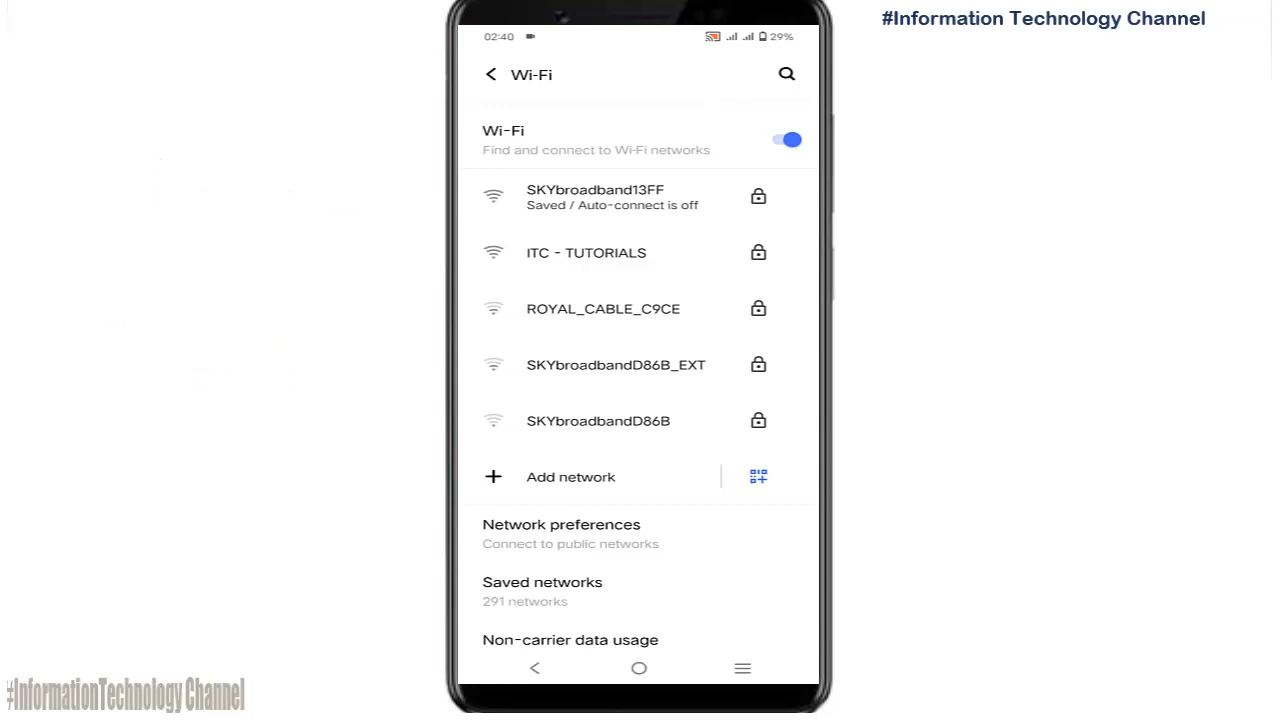 #Information Technology Channel
02:40
29%
Wi-Fi
Wi-Fi
Find and connect to Wi-Fi networks
SKYbroadband13FF
Saved / Auto-connect is off
ITC - TUTORIALS
ROYAL_CABLE_C9CE
SKYbroadbandD86B_EXT
SKYbroadbandD86B
Add network
Network preferences
Connect to public networks
Saved networks
291 networks
Non-carrier data usage
#InformationTechnology Channel